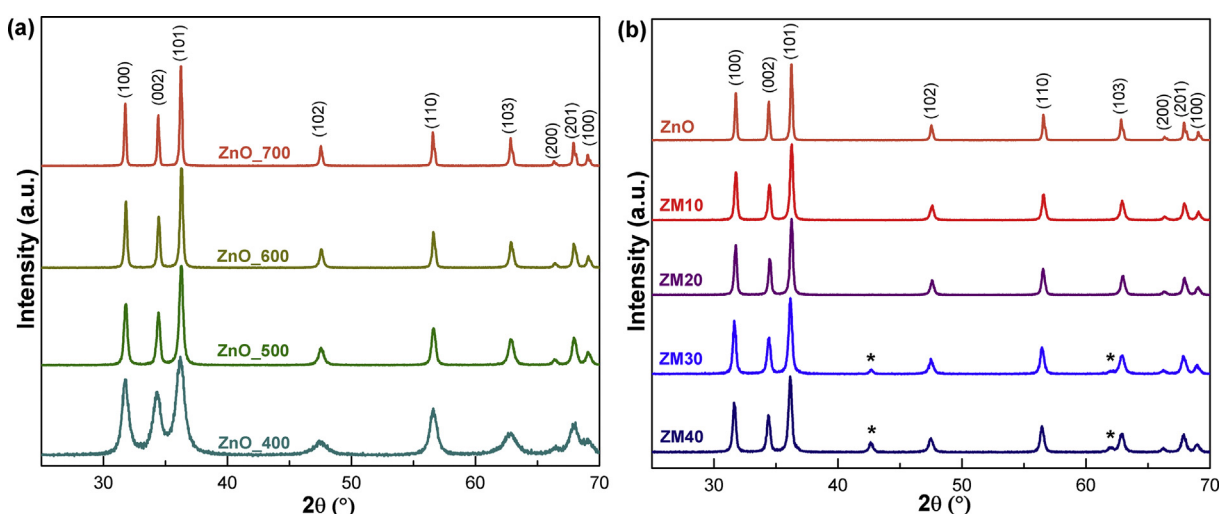 (a)
(100)
(002)
(101)
(102)
(110)
(103)
(200)
(201)
(100)
ZnO_700
ZnO_600
ZnO_500
ZnO_400
Intensity (a.u.)
30 40 50 60 70
2θ (°)
(b)
(100)
(002)
(101)
(102)
(110)
(103)
(200)
(201)
(100)
ZnO
ZM10
ZM20
ZM30
* *
ZM40
* *
Intensity (a.u.)
30 40 50 60 70
2θ (°)